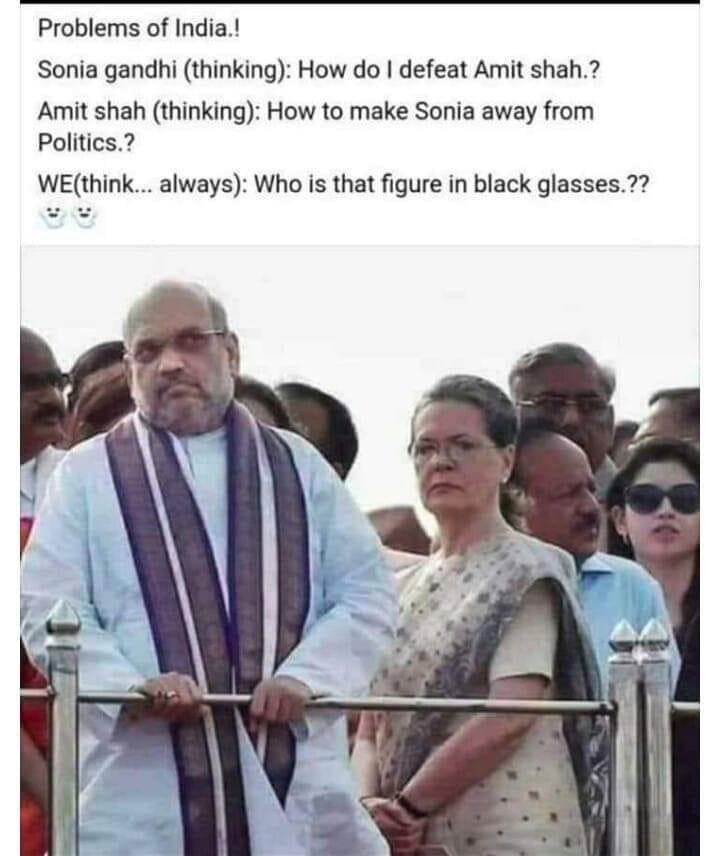 Problems of India.!
Sonia gandhi (thinking): How do I defeat Amit shah.?
Amit shah (thinking): How to make Sonia away from
Politics.?
WE(think... always): Who is that figure in black glasses.??
👻👻